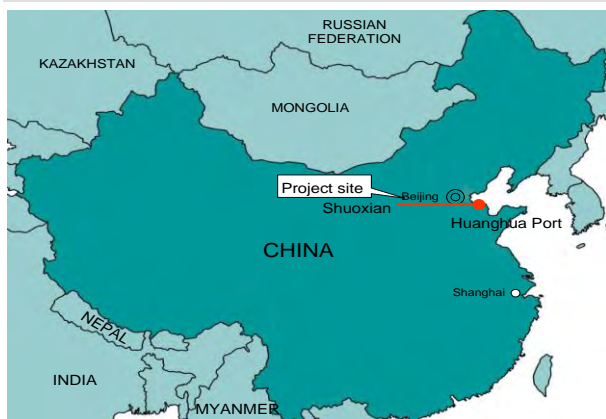 RUSSIAN
FEDERATION
KAZAKHSTAN
MONGOLIA
Project site
Beijing
Shuoxian
Huanghua Port
CHINA
Shanghai
NEPAL
INDIA
MYANMER